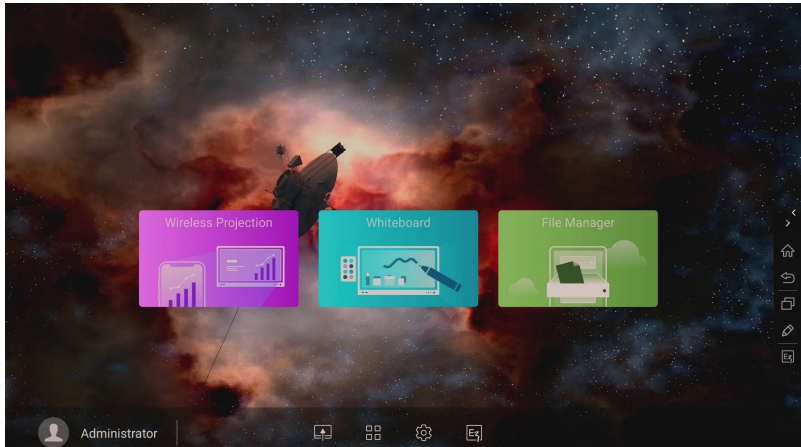 Wireless Projection
Whiteboard
File Manager
Administrator